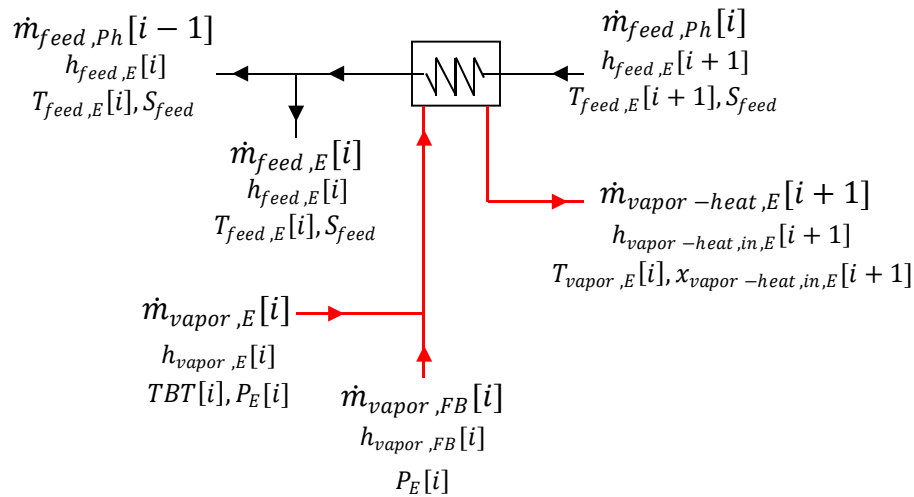 ṁ_{feed,Ph}[i − 1]
h_{feed,E}[i]
T_{feed,E}[i], S_{feed}
ṁ_{feed,Ph}[i]
h_{feed,E}[i + 1]
T_{feed,E}[i + 1], S_{feed}
ṁ_{feed,E}[i]
h_{feed,E}[i]
T_{feed,E}[i], S_{feed}
ṁ_{vapor−heat,E}[i + 1]
h_{vapor−heat,in,E}[i + 1]
T_{vapor,E}[i], x_{vapor−heat,in,E}[i + 1]
ṁ_{vapor,E}[i]
h_{vapor,E}[i]
TBT[i], P_E[i]
ṁ_{vapor,FB}[i]
h_{vapor,FB}[i]
P_E[i]